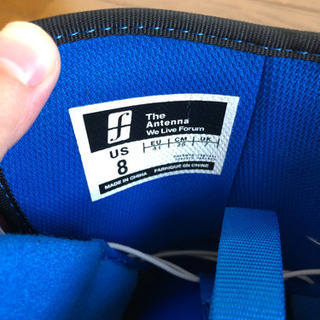 The
Antenna
We Live Forum
US
8
EU CM UK
MADE IN CHINA FABRIQUÉ EN CHINE